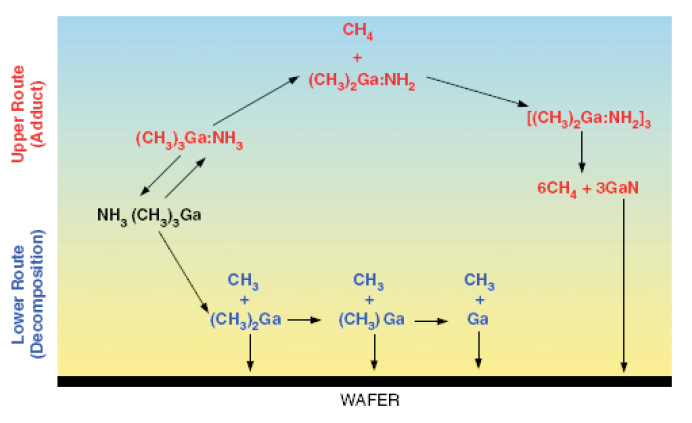 Upper Route
(Adduct)
Lower Route
(Decomposition)
CH₄
+
(CH₃)₂Ga:NH₂
(CH₃)₃Ga:NH₃
[(CH₃)₂Ga:NH₂]₃
6CH₄ + 3GaN
NH₃ (CH₃)₃Ga
CH₃
+
(CH₃)₂Ga
CH₃
+
(CH₃) Ga
CH₃
+
Ga
WAFER